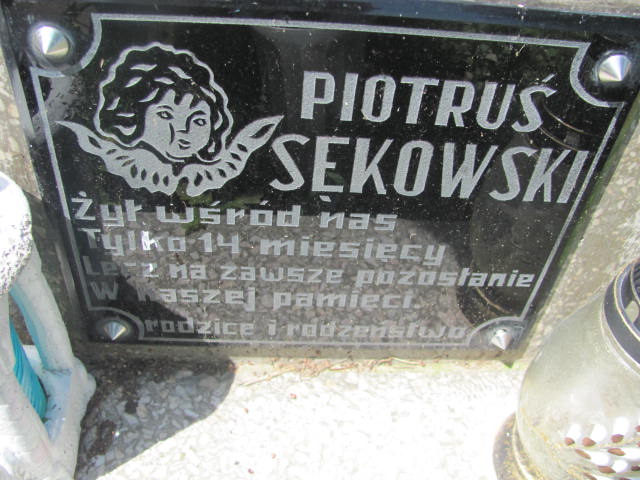 PIOTRUŚ
SĘKOWSKI
Żył wśród nas
Tylko 14 miesięcy
Lecz na zawsze pozostanie
W naszej pamięci.
rodzice i rodzeństwo